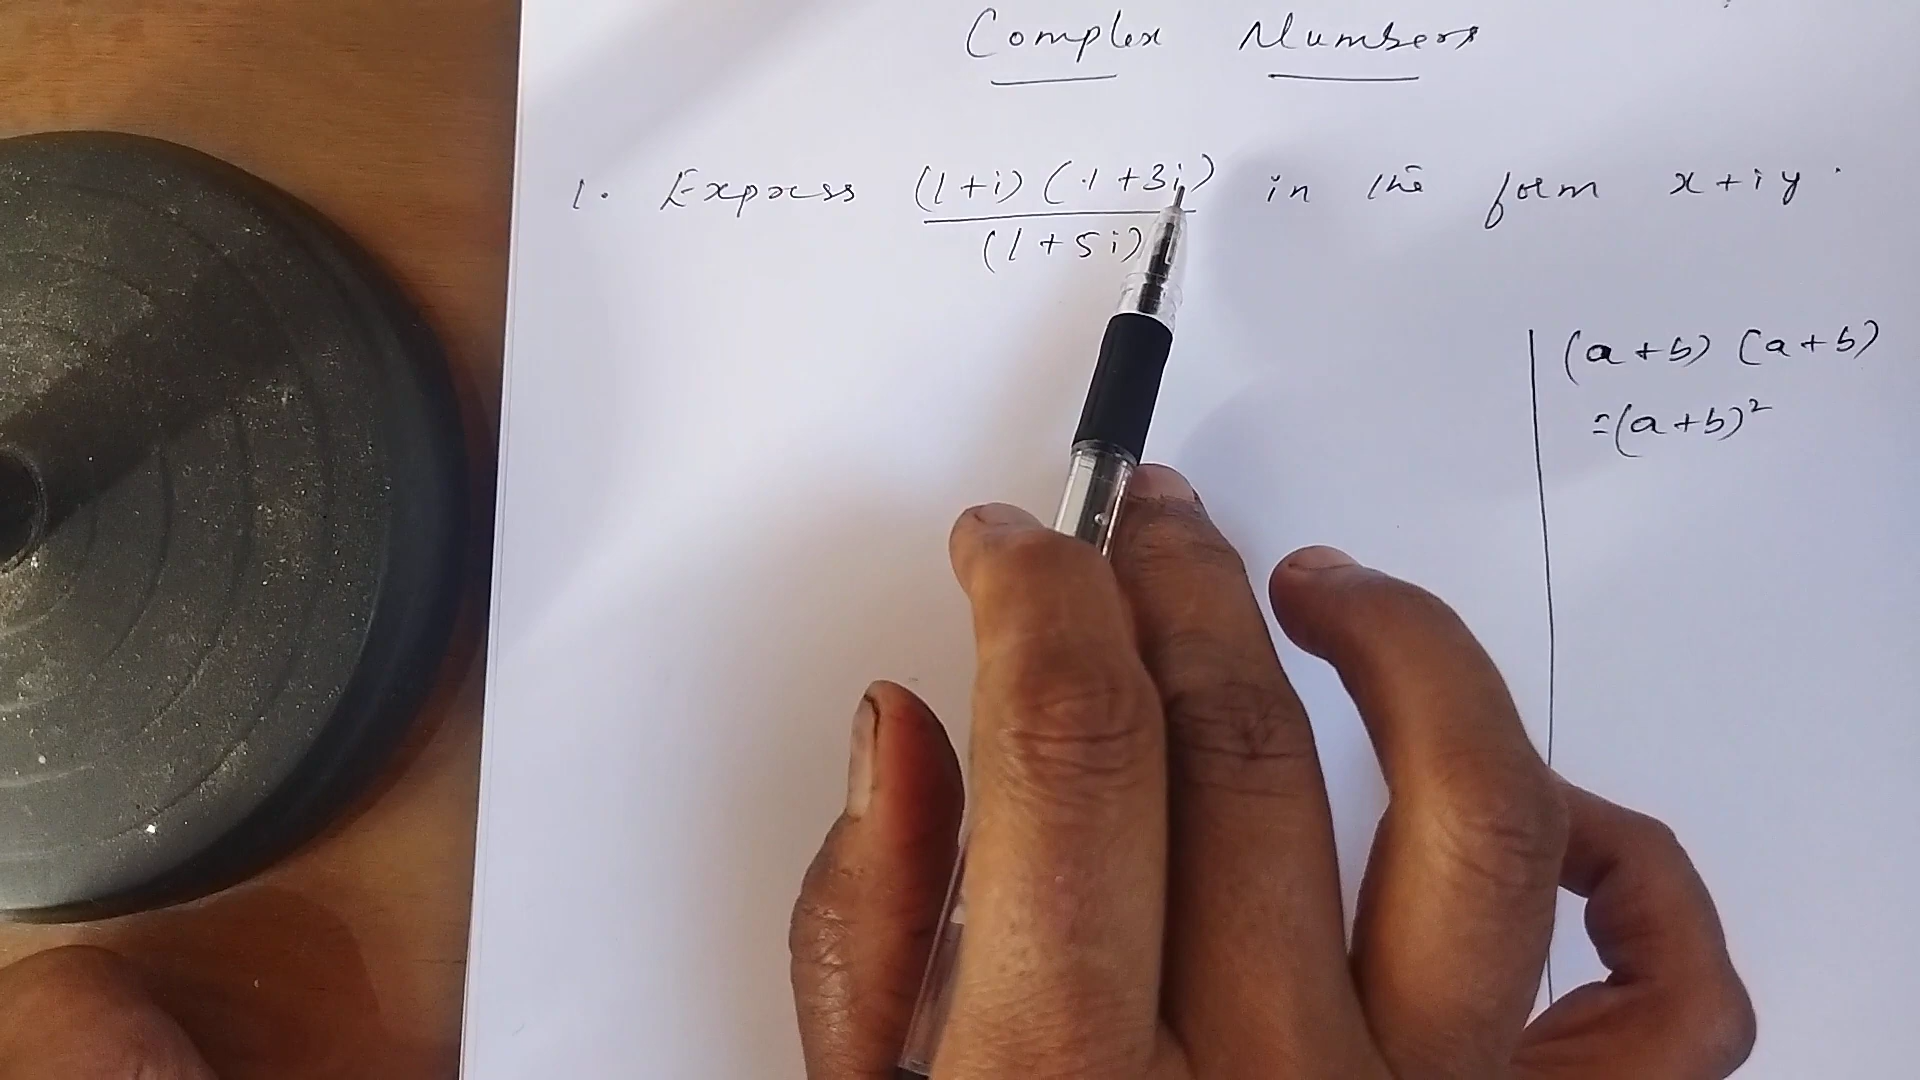 Complex Numbers
1. Express (1+i) (1+3i) in the form x+iy.
(1+5i)
(a+b) (a+b)
=(a+b)²